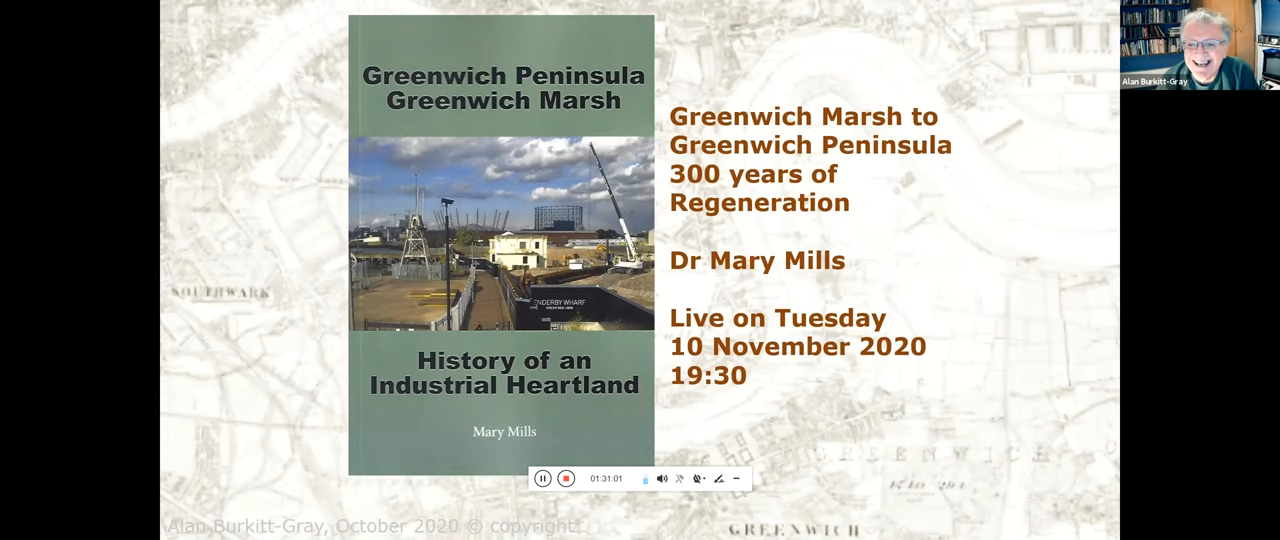 Greenwich Peninsula
Greenwich Marsh
ENDERBY WHARF
History of an
Industrial Heartland
Mary Mills
Greenwich Marsh to
Greenwich Peninsula
300 years of
Regeneration
Dr Mary Mills
Live on Tuesday
10 November 2020
19:30
Alan Burkitt-Gray
SOUTHWARK
GREENWICH
GREENWICH
01:31:01
Alan Burkitt-Gray, October 2020 © copyright